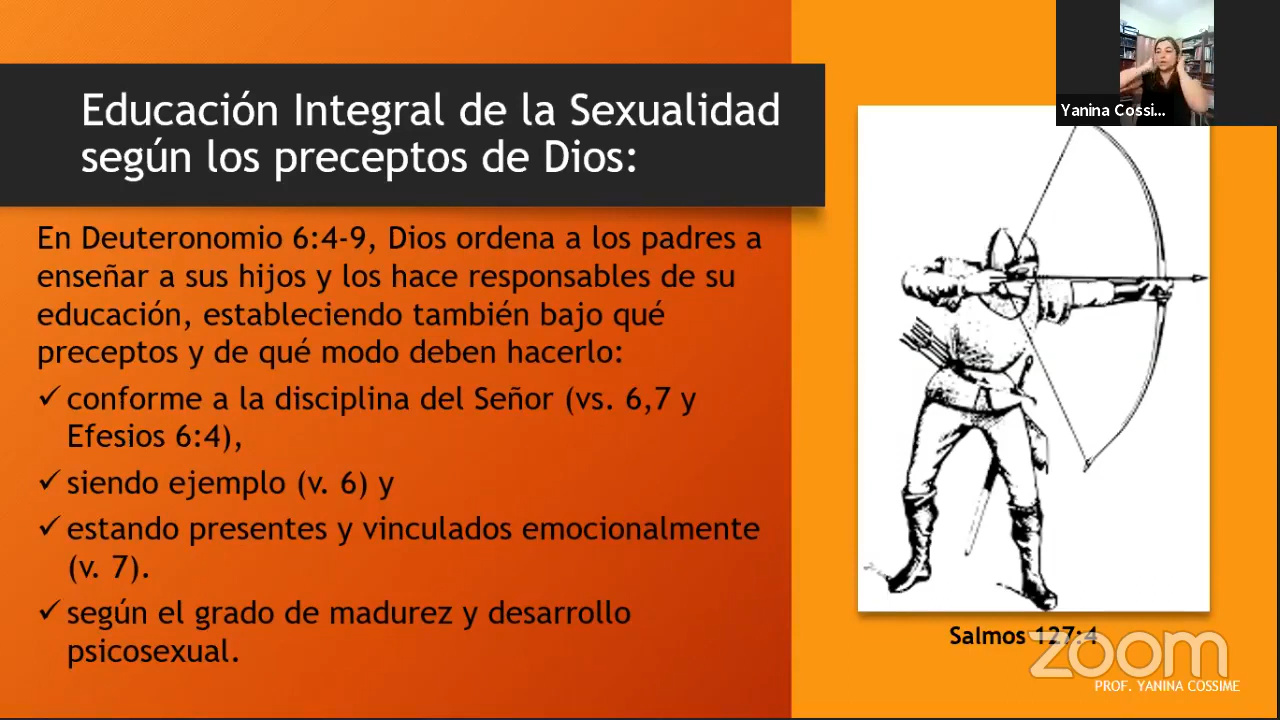 Educación Integral de la Sexualidad
según los preceptos de Dios:
En Deuteronomio 6:4-9, Dios ordena a los padres a
enseñar a sus hijos y los hace responsables de su
educación, estableciendo también bajo qué
preceptos y de qué modo deben hacerlo:
✓ conforme a la disciplina del Señor (vs. 6,7 y
Efesios 6:4),
✓ siendo ejemplo (v. 6) y
✓ estando presentes y vinculados emocionalmente
(v. 7).
✓ según el grado de madurez y desarrollo
psicosexual.
Yanina Cossi...
Salmos 127:4
zoom
PROF. YANINA COSSIME